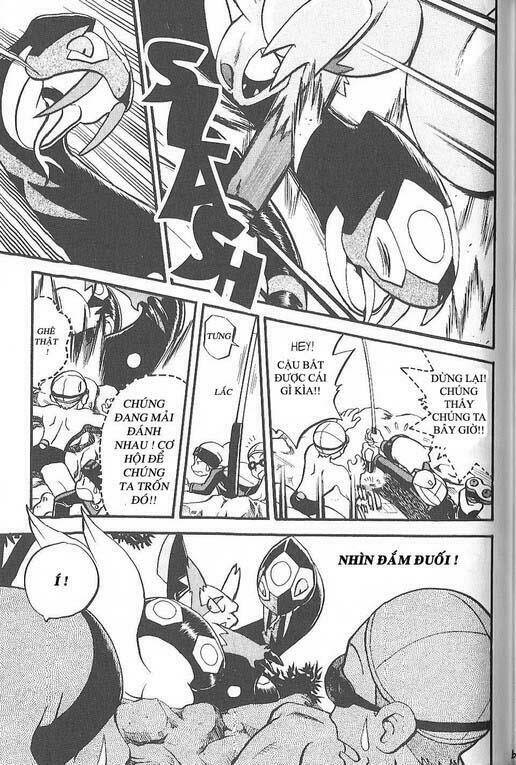 SLASH
GHÊ
THẬT
!
CHÚNG
ĐANG MẢI
ĐÁNH
NHAU ! CƠ
HỘI ĐỂ
CHÚNG
TA TRỐN
ĐÓ!!
TƯNG
LẮC
HEY!
CẬU BẮT
ĐƯỢC CÁI
GÌ KÌA!!
DỪNG LẠI!
CHÚNG
THẤY
CHÚNG TA
BÂY GIỜ!!
Í !
NHÌN ĐẮM ĐUỐI !